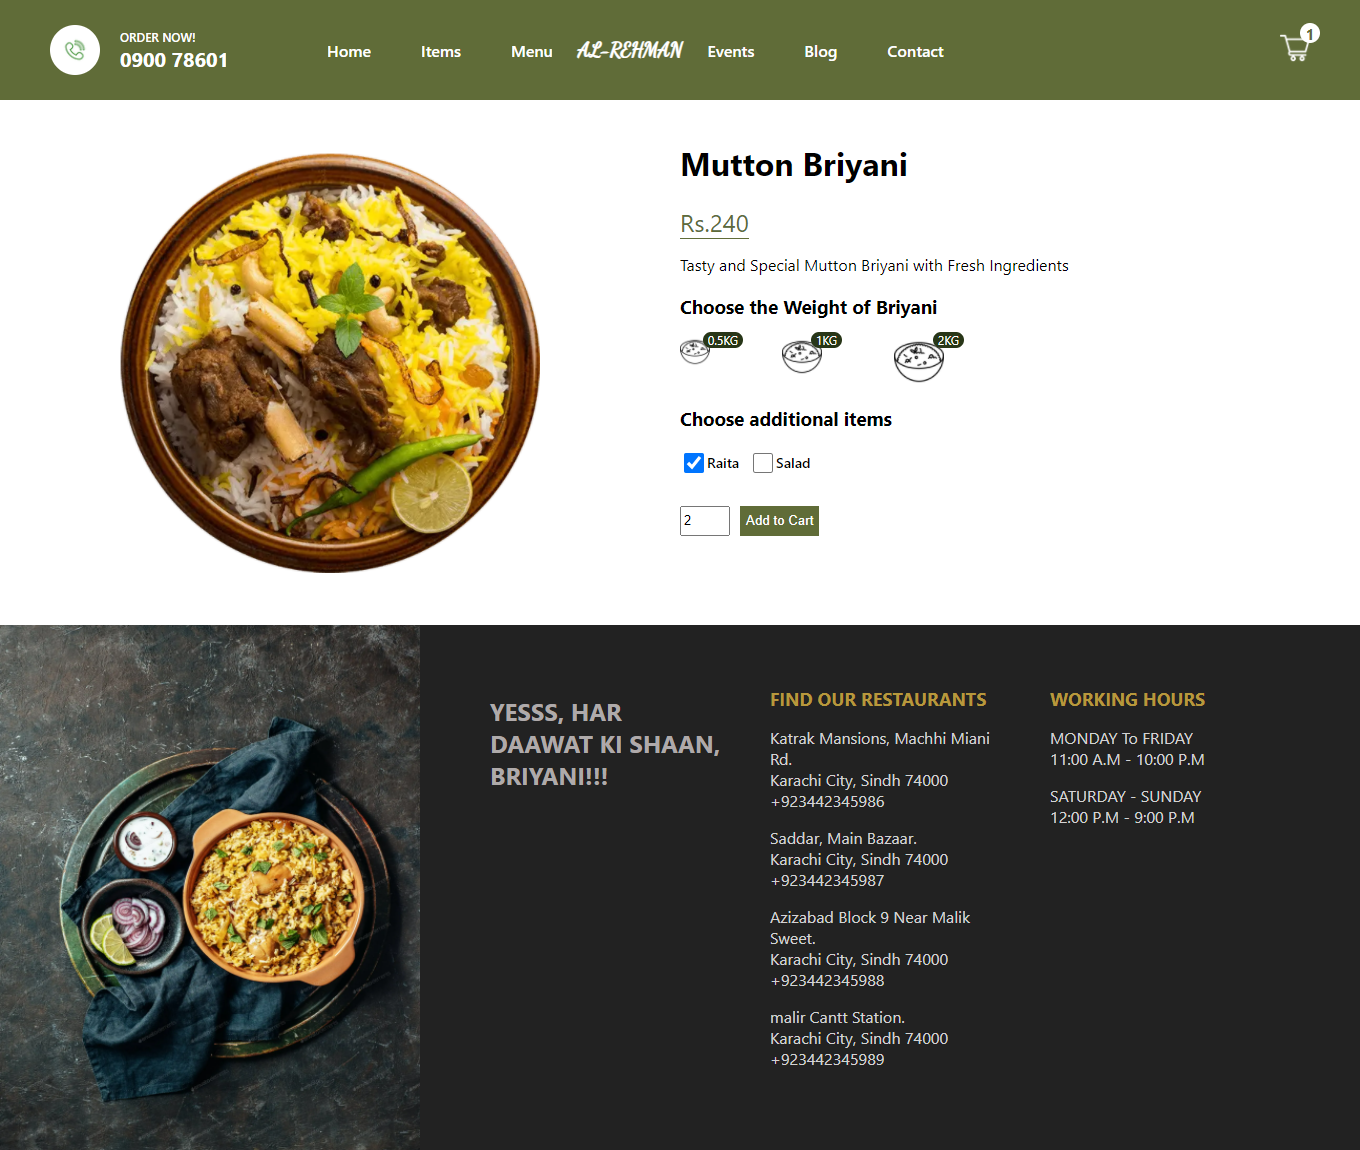 ORDER NOW!
0900 78601
Home
Items
Menu
AL-REHMAN
Events
Blog
Contact
1
Mutton Briyani
Rs.240
Tasty and Special Mutton Briyani with Fresh Ingredients
Choose the Weight of Briyani
0.5KG
1KG
2KG
Choose additional items
Raita
Salad
2
Add to Cart
YESSS, HAR
DAAWAT KI SHAAN,
BRIYANI!!!
FIND OUR RESTAURANTS
Katrak Mansions, Machhi Miani
Rd.
Karachi City, Sindh 74000
+923442345986
Saddar, Main Bazaar.
Karachi City, Sindh 74000
+923442345987
Azizabad Block 9 Near Malik
Sweet.
Karachi City, Sindh 74000
+923442345988
malir Cantt Station.
Karachi City, Sindh 74000
+923442345989
WORKING HOURS
MONDAY To FRIDAY
11:00 A.M - 10:00 P.M
SATURDAY - SUNDAY
12:00 P.M - 9:00 P.M